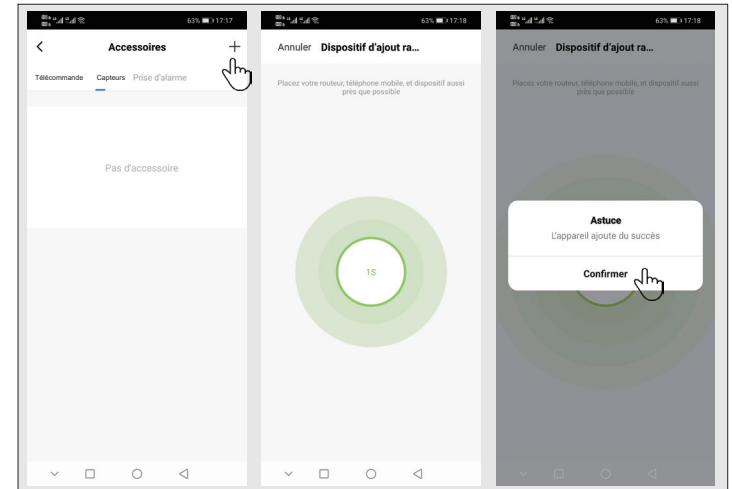 63% 17:17
Accessoires
Télécommande Capteurs Prise d'alarme
Pas d'accessoire
63% 17:18
Annuler Dispositif d'ajout ra...
Placez votre routeur, téléphone mobile, et dispositif aussi
près que possible
1S
63% 17:18
Annuler Dispositif d'ajout ra...
Placez votre routeur, téléphone mobile, et dispositif aussi
près que possible
Astuce
L'appareil ajoute du succès
Confirmer